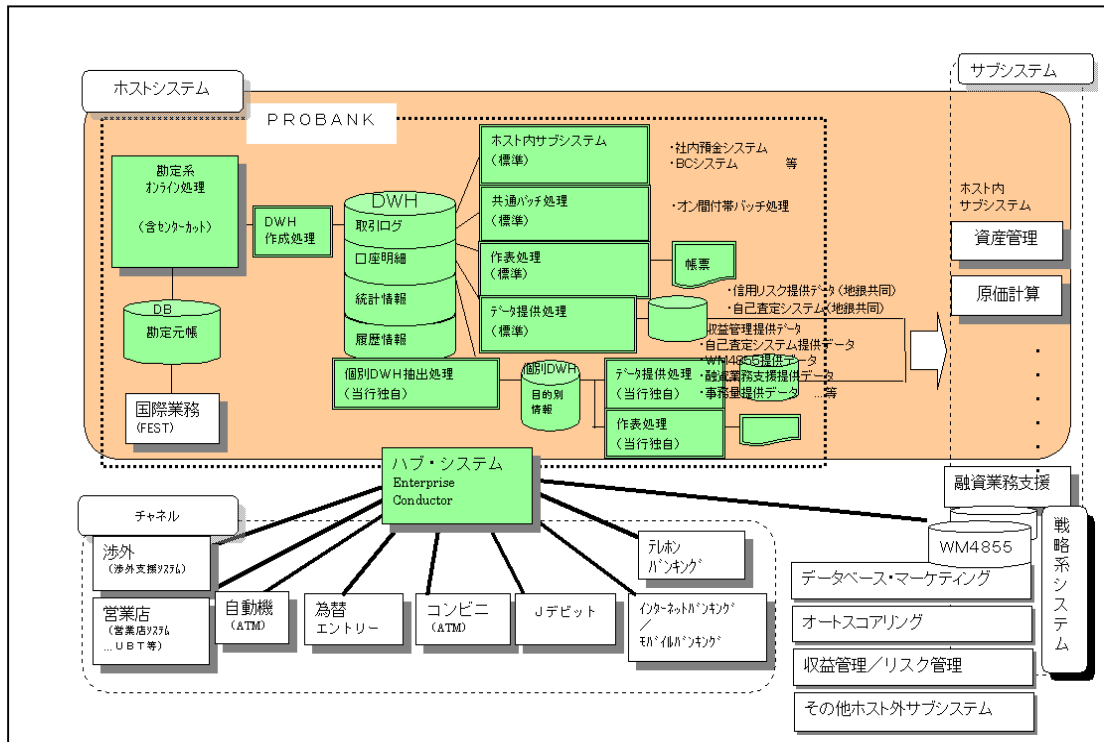 ホストシステム
サブシステム
ＰＲＯＢＡＮＫ
勘定系
オンライン処理
(含センターカット)
DWH
作成処理
DWH
取引ログ
口座明細
統計情報
履歴情報
ホスト内サブシステム
(標準)
・社内預金システム
・BCシステム 等
共通バッチ処理
(標準)
・オン間付帯バッチ処理
作表処理
(標準)
帳票
データ提供処理
(標準)
・信用リスク提供データ(地銀共同)
・自己査定システム(地銀共同)
収益管理提供データ
・自己査定システム提供データ
・WM4855提供データ
・融資業務支援提供データ
・事務量提供データ …等
DB
勘定元帳
国際業務
(FEST)
個別DWH抽出処理
(当行独自)
個別DWH
目的別
情報
データ提供処理
(当行独自)
作表処理
(当行独自)
ホスト内
サブシステム
資産管理
原価計算
ハブ・システム
Enterprise
Conductor
チャネル
渉外
(渉外支援システム)
営業店
(営業店システム
…ＵＢＴ等)
自動機
(ATM)
為替
エントリー
コンビニ
(ATM)
Ｊデビット
テレホン
バンキング
インターネットバンキング
／
モバイルバンキング
融資業務支援
WM4855
戦略系システム
データベース・マーケティング
オートスコアリング
収益管理／リスク管理
その他ホスト外サブシステム